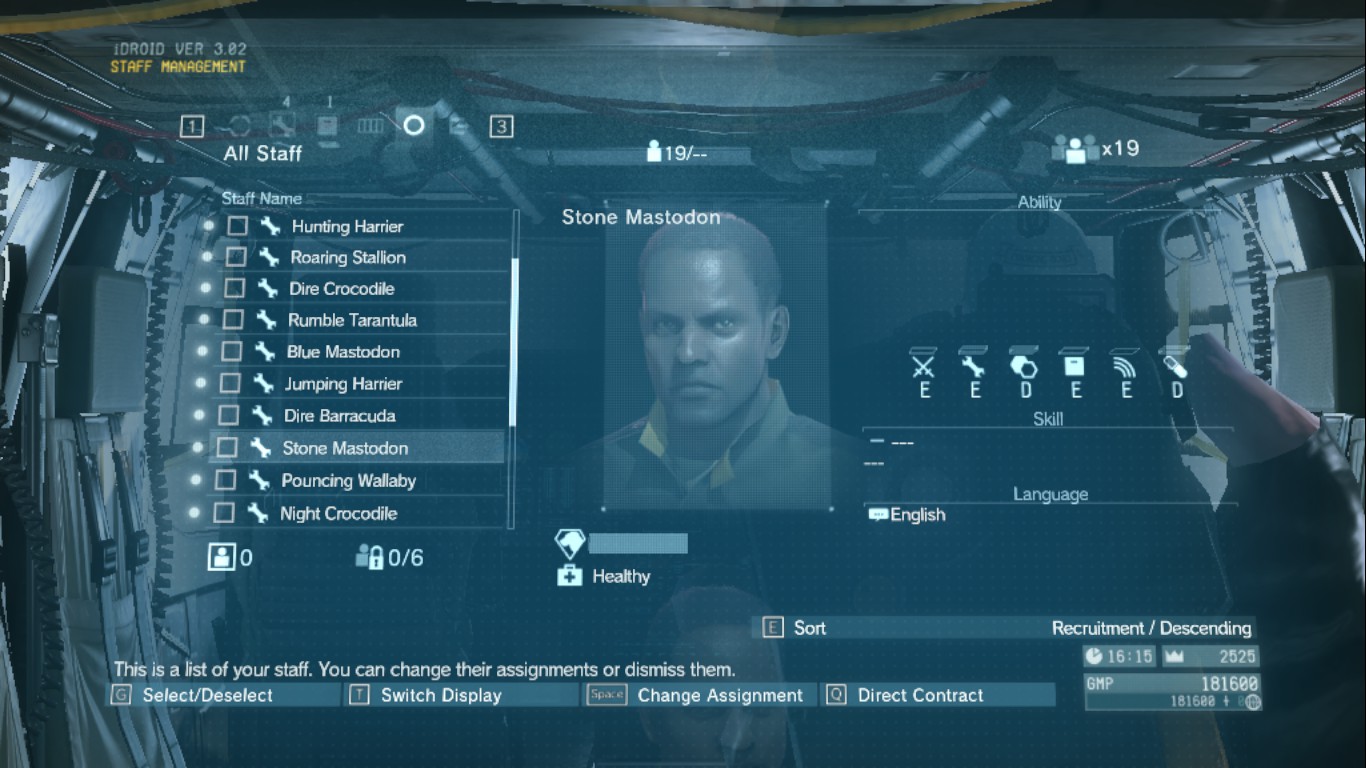 iDROID VER 3.02
STAFF MANAGEMENT
4 1
1 3
All Staff
19/--
x19
Staff Name
Hunting Harrier
Roaring Stallion
Dire Crocodile
Rumble Tarantula
Blue Mastodon
Jumping Harrier
Dire Barracuda
Stone Mastodon
Pouncing Wallaby
Night Crocodile
0 0/6
Stone Mastodon
Healthy
Ability
E E D E E D
Skill
– ---
---
Language
English
E Sort
Recruitment / Descending
16:15 2525
GMP 181600
181600 +
This is a list of your staff. You can change their assignments or dismiss them.
G Select/Deselect T Switch Display Space Change Assignment Q Direct Contract